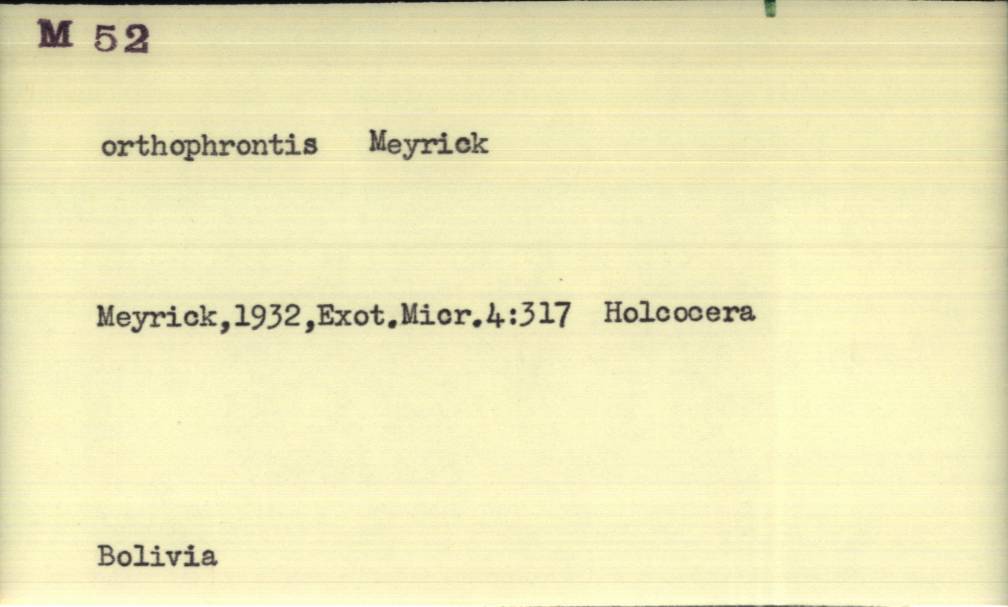 M 52
orthophrontis Meyrick
Meyrick,1932,Exot.Micr.4:317 Holcocera
Bolivia